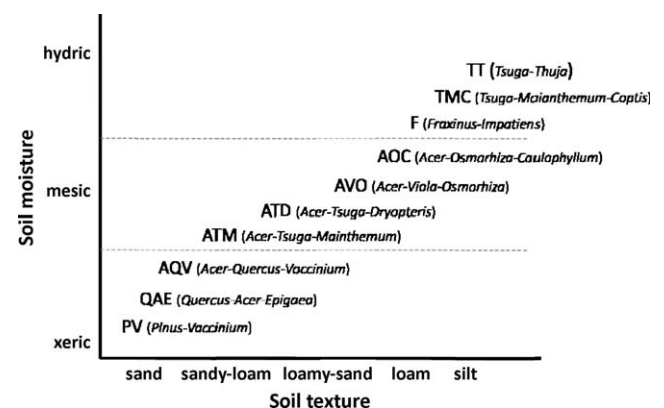 hydric
TT (Tsuga-Thuja)
TMC (Tsuga-Maianthemum-Coptis)
F (Fraxinus-Impatiens)
AOC (Acer-Osmorhiza-Caulophyllum)
mesic
AVO (Acer-Viola-Osmorhiza)
ATD (Acer-Tsuga-Dryopteris)
ATM (Acer-Tsuga-Mainthemum)
AQV (Acer-Quercus-Vaccinium)
QAE (Quercus-Acer-Epigaea)
PV (Pinus-Vaccinium)
xeric
Soil moisture
sand sandy-loam loamy-sand loam silt
Soil texture